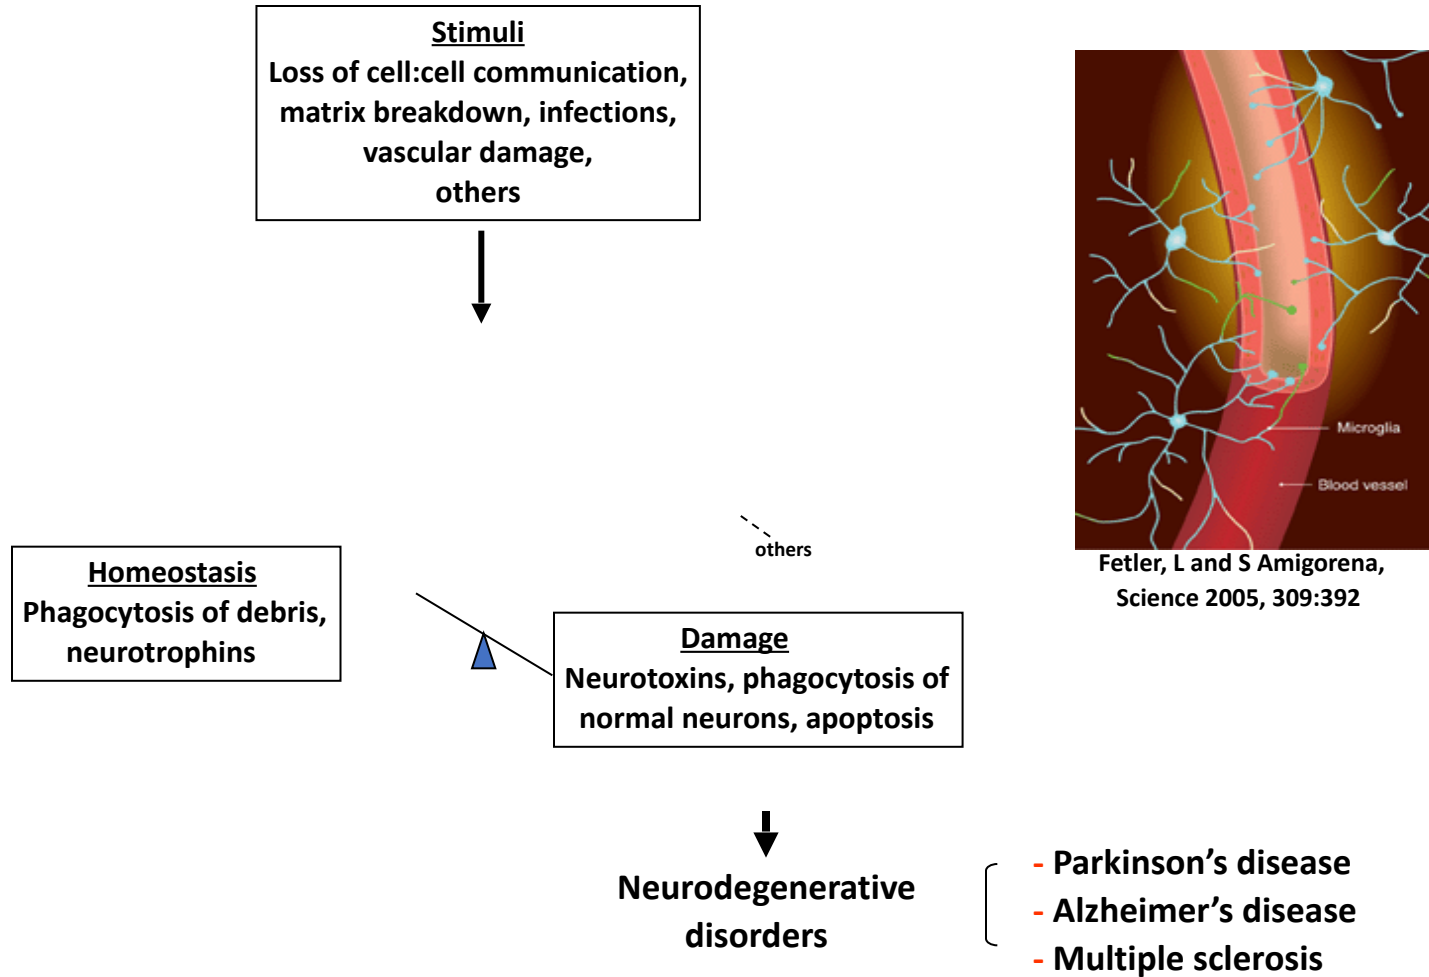 Stimuli
Loss of cell:cell communication,
matrix breakdown, infections,
vascular damage,
others
Microglia
Blood vessel
Fetler, L and S Amigorena,
Science 2005, 309:392
others
Homeostasis
Phagocytosis of debris,
neurotrophins
Damage
Neurotoxins, phagocytosis of
normal neurons, apoptosis
Neurodegenerative
disorders
- Parkinson’s disease
- Alzheimer’s disease
- Multiple sclerosis